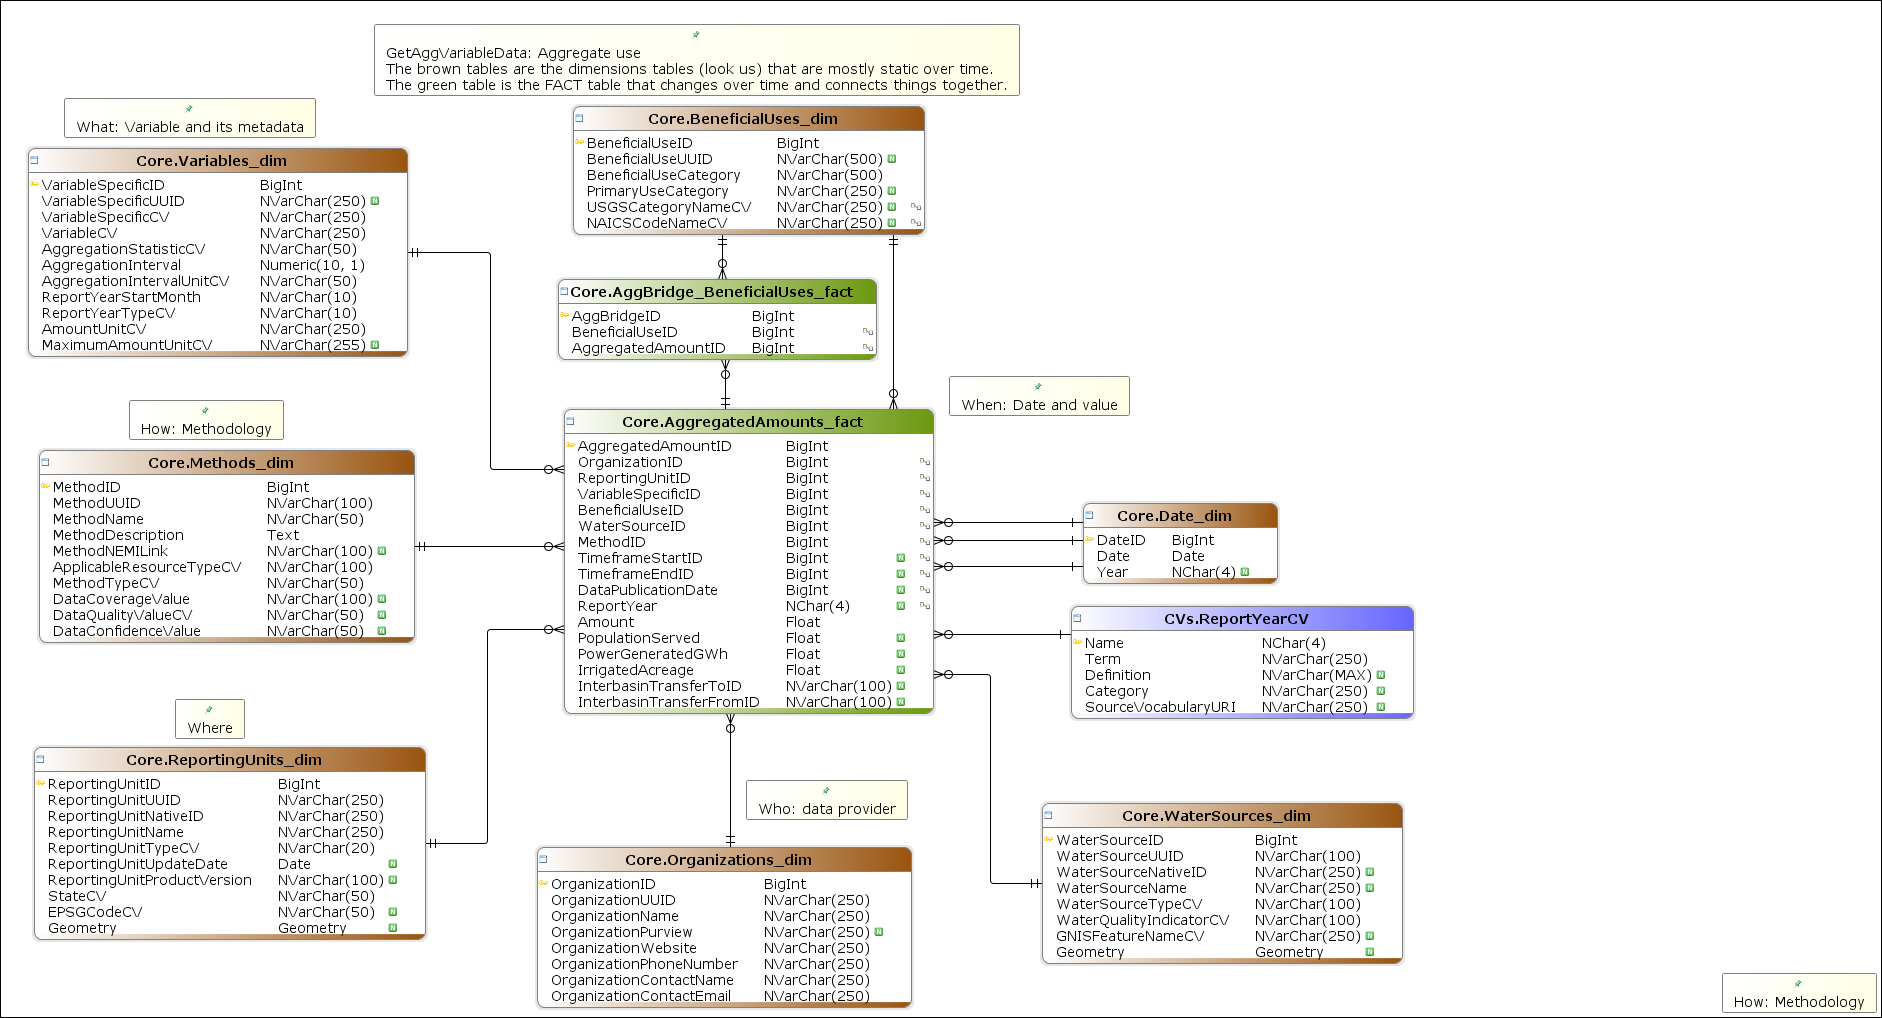 GetAggVariableData: Aggregate use
The brown tables are the dimensions tables (look us) that are mostly static over time.
The green table is the FACT table that changes over time and connects things together.
What: Variable and its metadata
Core.Variables_dim
VariableSpecificID BigInt
VariableSpecificUUID NVarChar(250) N
VariableSpecificCV NVarChar(250)
VariableCV NVarChar(250)
AggregationStatisticCV NVarChar(50)
AggregationInterval Numeric(10, 1)
AggregationIntervalUnitCV NVarChar(50)
ReportYearStartMonth NVarChar(10)
ReportYearTypeCV NVarChar(10)
AmountUnitCV NVarChar(250)
MaximumAmountUnitCV NVarChar(255) N
Core.BeneficialUses_dim
BeneficialUseID BigInt
BeneficialUseUUID NVarChar(500) N
BeneficialUseCategory NVarChar(500)
PrimaryUseCategory NVarChar(250) N
USGSCategoryNameCV NVarChar(250) N
NAICSCodeNameCV NVarChar(250) N
Core.AggBridge_BeneficialUses_fact
AggBridgeID BigInt
BeneficialUseID BigInt
AggregatedAmountID BigInt
How: Methodology
Core.Methods_dim
MethodID BigInt
MethodUUID NVarChar(100)
MethodName NVarChar(50)
MethodDescription Text
MethodNEMILink NVarChar(100) N
ApplicableResourceTypeCV NVarChar(100)
MethodTypeCV NVarChar(50)
DataCoverageValue NVarChar(100) N
DataQualityValueCV NVarChar(50) N
DataConfidenceValue NVarChar(50) N
When: Date and value
Core.AggregatedAmounts_fact
AggregatedAmountID BigInt
OrganizationID BigInt
ReportingUnitID BigInt
VariableSpecificID BigInt
BeneficialUseID BigInt
WaterSourceID BigInt
MethodID BigInt
TimeframeStartID BigInt N
TimeframeEndID BigInt N
DataPublicationDate BigInt N
ReportYear NChar(4) N
Amount Float
PopulationServed Float N
PowerGeneratedGWh Float N
IrrigatedAcreage Float N
InterbasinTransferToID NVarChar(100) N
InterbasinTransferFromID NVarChar(100) N
Core.Date_dim
DateID BigInt
Date Date
Year NChar(4) N
CVs.ReportYearCV
Name NChar(4)
Term NVarChar(250)
Definition NVarChar(MAX) N
Category NVarChar(250) N
SourceVocabularyURI NVarChar(250) N
Where
Core.ReportingUnits_dim
ReportingUnitID BigInt
ReportingUnitUUID NVarChar(250)
ReportingUnitNativeID NVarChar(250)
ReportingUnitName NVarChar(250)
ReportingUnitTypeCV NVarChar(20)
ReportingUnitUpdateDate Date N
ReportingUnitProductVersion NVarChar(100) N
StateCV NVarChar(50)
EPSGCodeCV NVarChar(50) N
Geometry Geometry N
Who: data provider
Core.Organizations_dim
OrganizationID BigInt
OrganizationUUID NVarChar(250)
OrganizationName NVarChar(250)
OrganizationPurview NVarChar(250) N
OrganizationWebsite NVarChar(250)
OrganizationPhoneNumber NVarChar(250)
OrganizationContactName NVarChar(250)
OrganizationContactEmail NVarChar(250)
Core.WaterSources_dim
WaterSourceID BigInt
WaterSourceUUID NVarChar(100)
WaterSourceNativeID NVarChar(250) N
WaterSourceName NVarChar(250) N
WaterSourceTypeCV NVarChar(100)
WaterQualityIndicatorCV NVarChar(100)
GNISFeatureNameCV NVarChar(250) N
Geometry Geometry N
How: Methodology